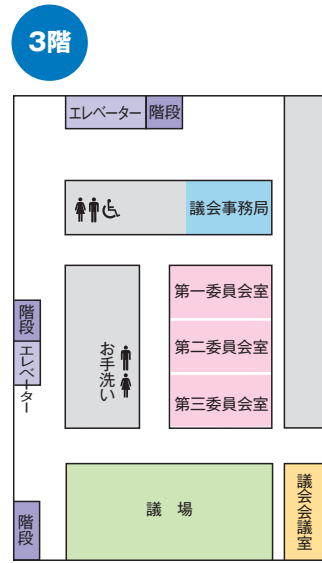 3階
エレベーター
階段
議会事務局
第一委員会室
階段
エレベーター
お手洗い
第二委員会室
第三委員会室
議場
議会会議室
階段